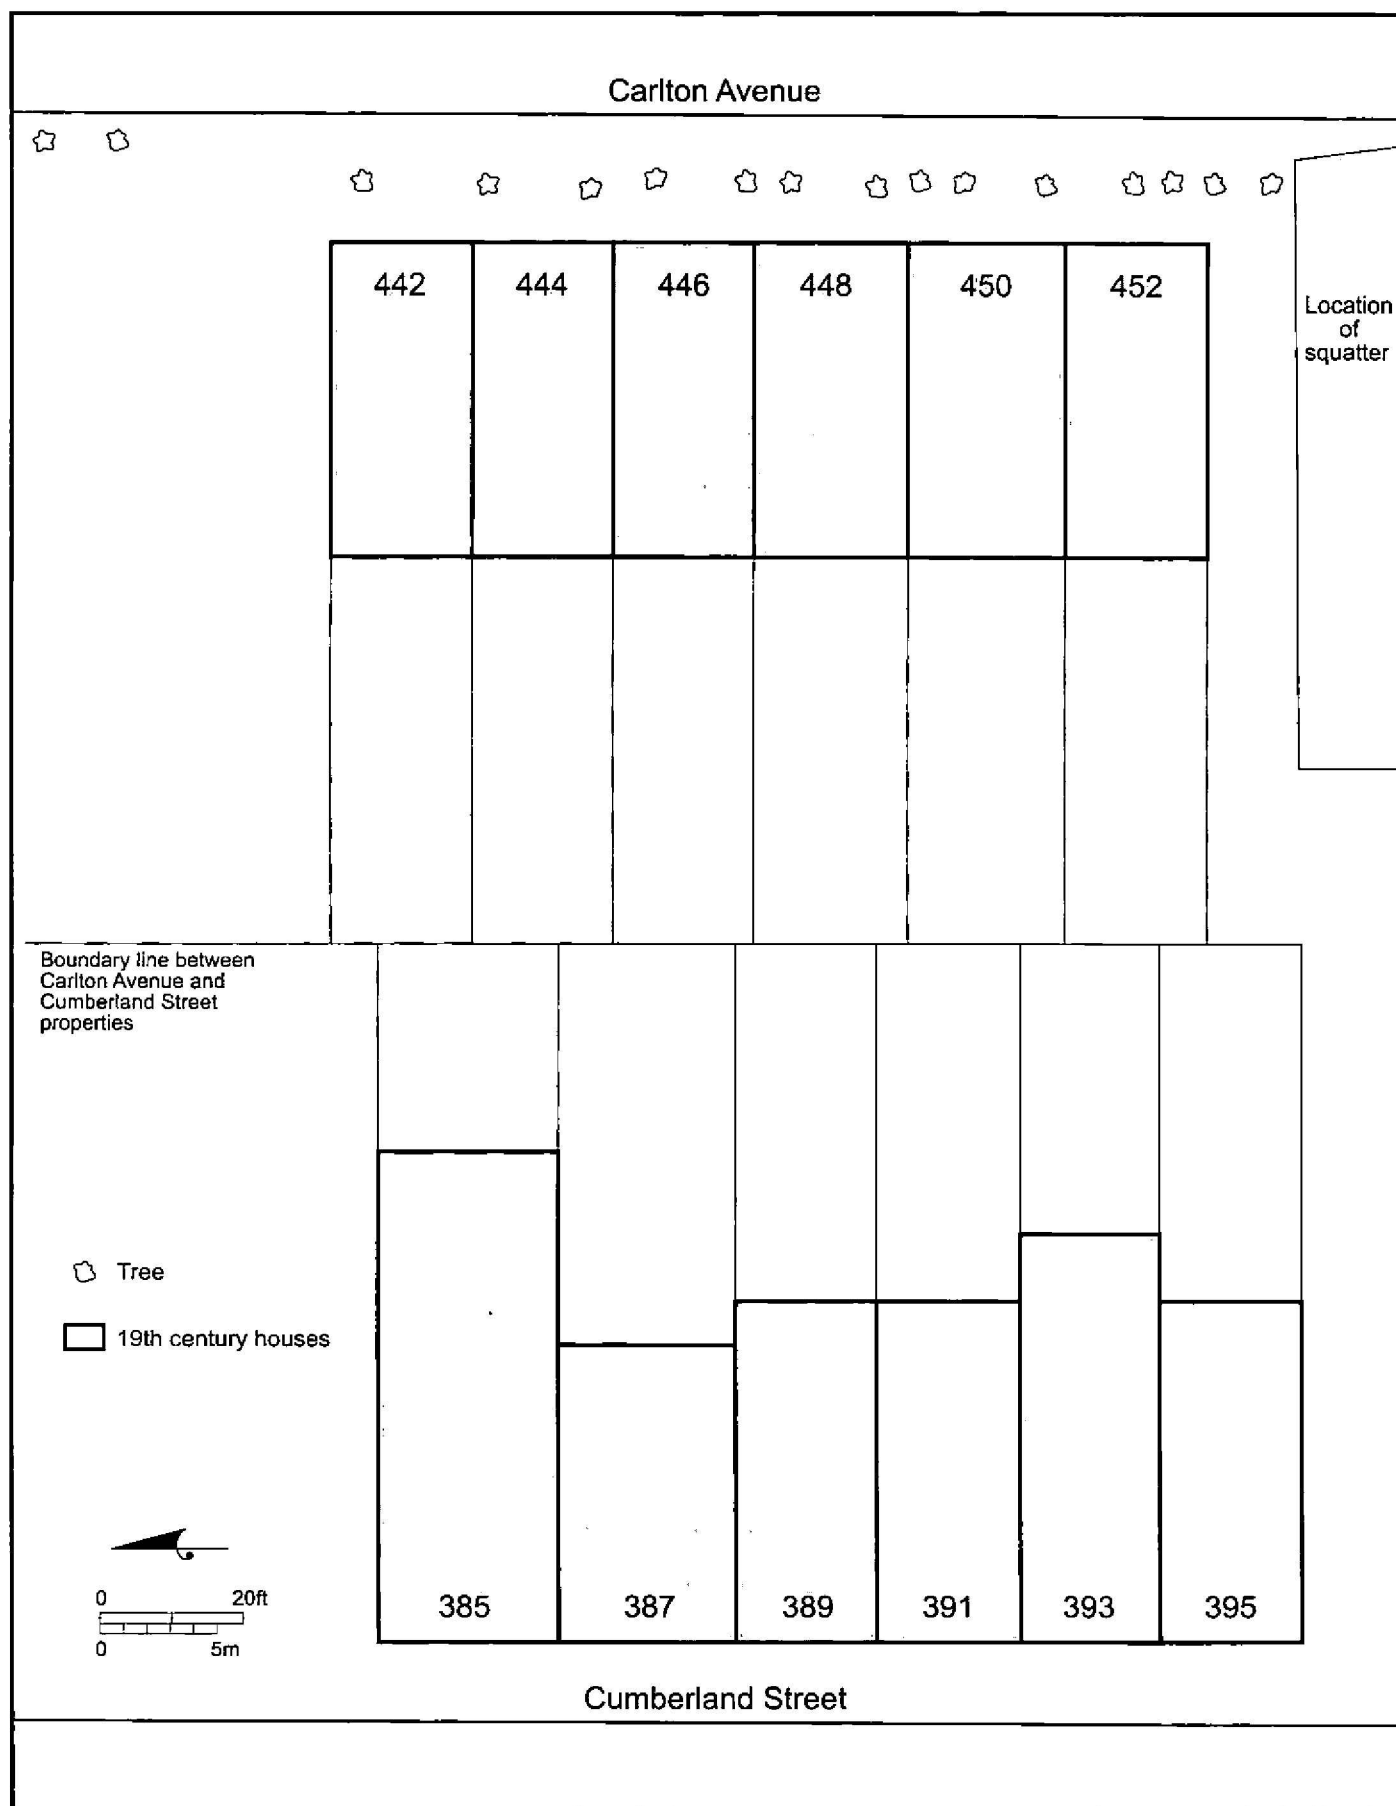 Carlton Avenue
442 444 446 448 450 452
Location
of
squatter
Boundary line between
Carlton Avenue and
Cumberland Street
properties
Tree
19th century houses
0 20ft
0 5m
385 387 389 391 393 395
Cumberland Street